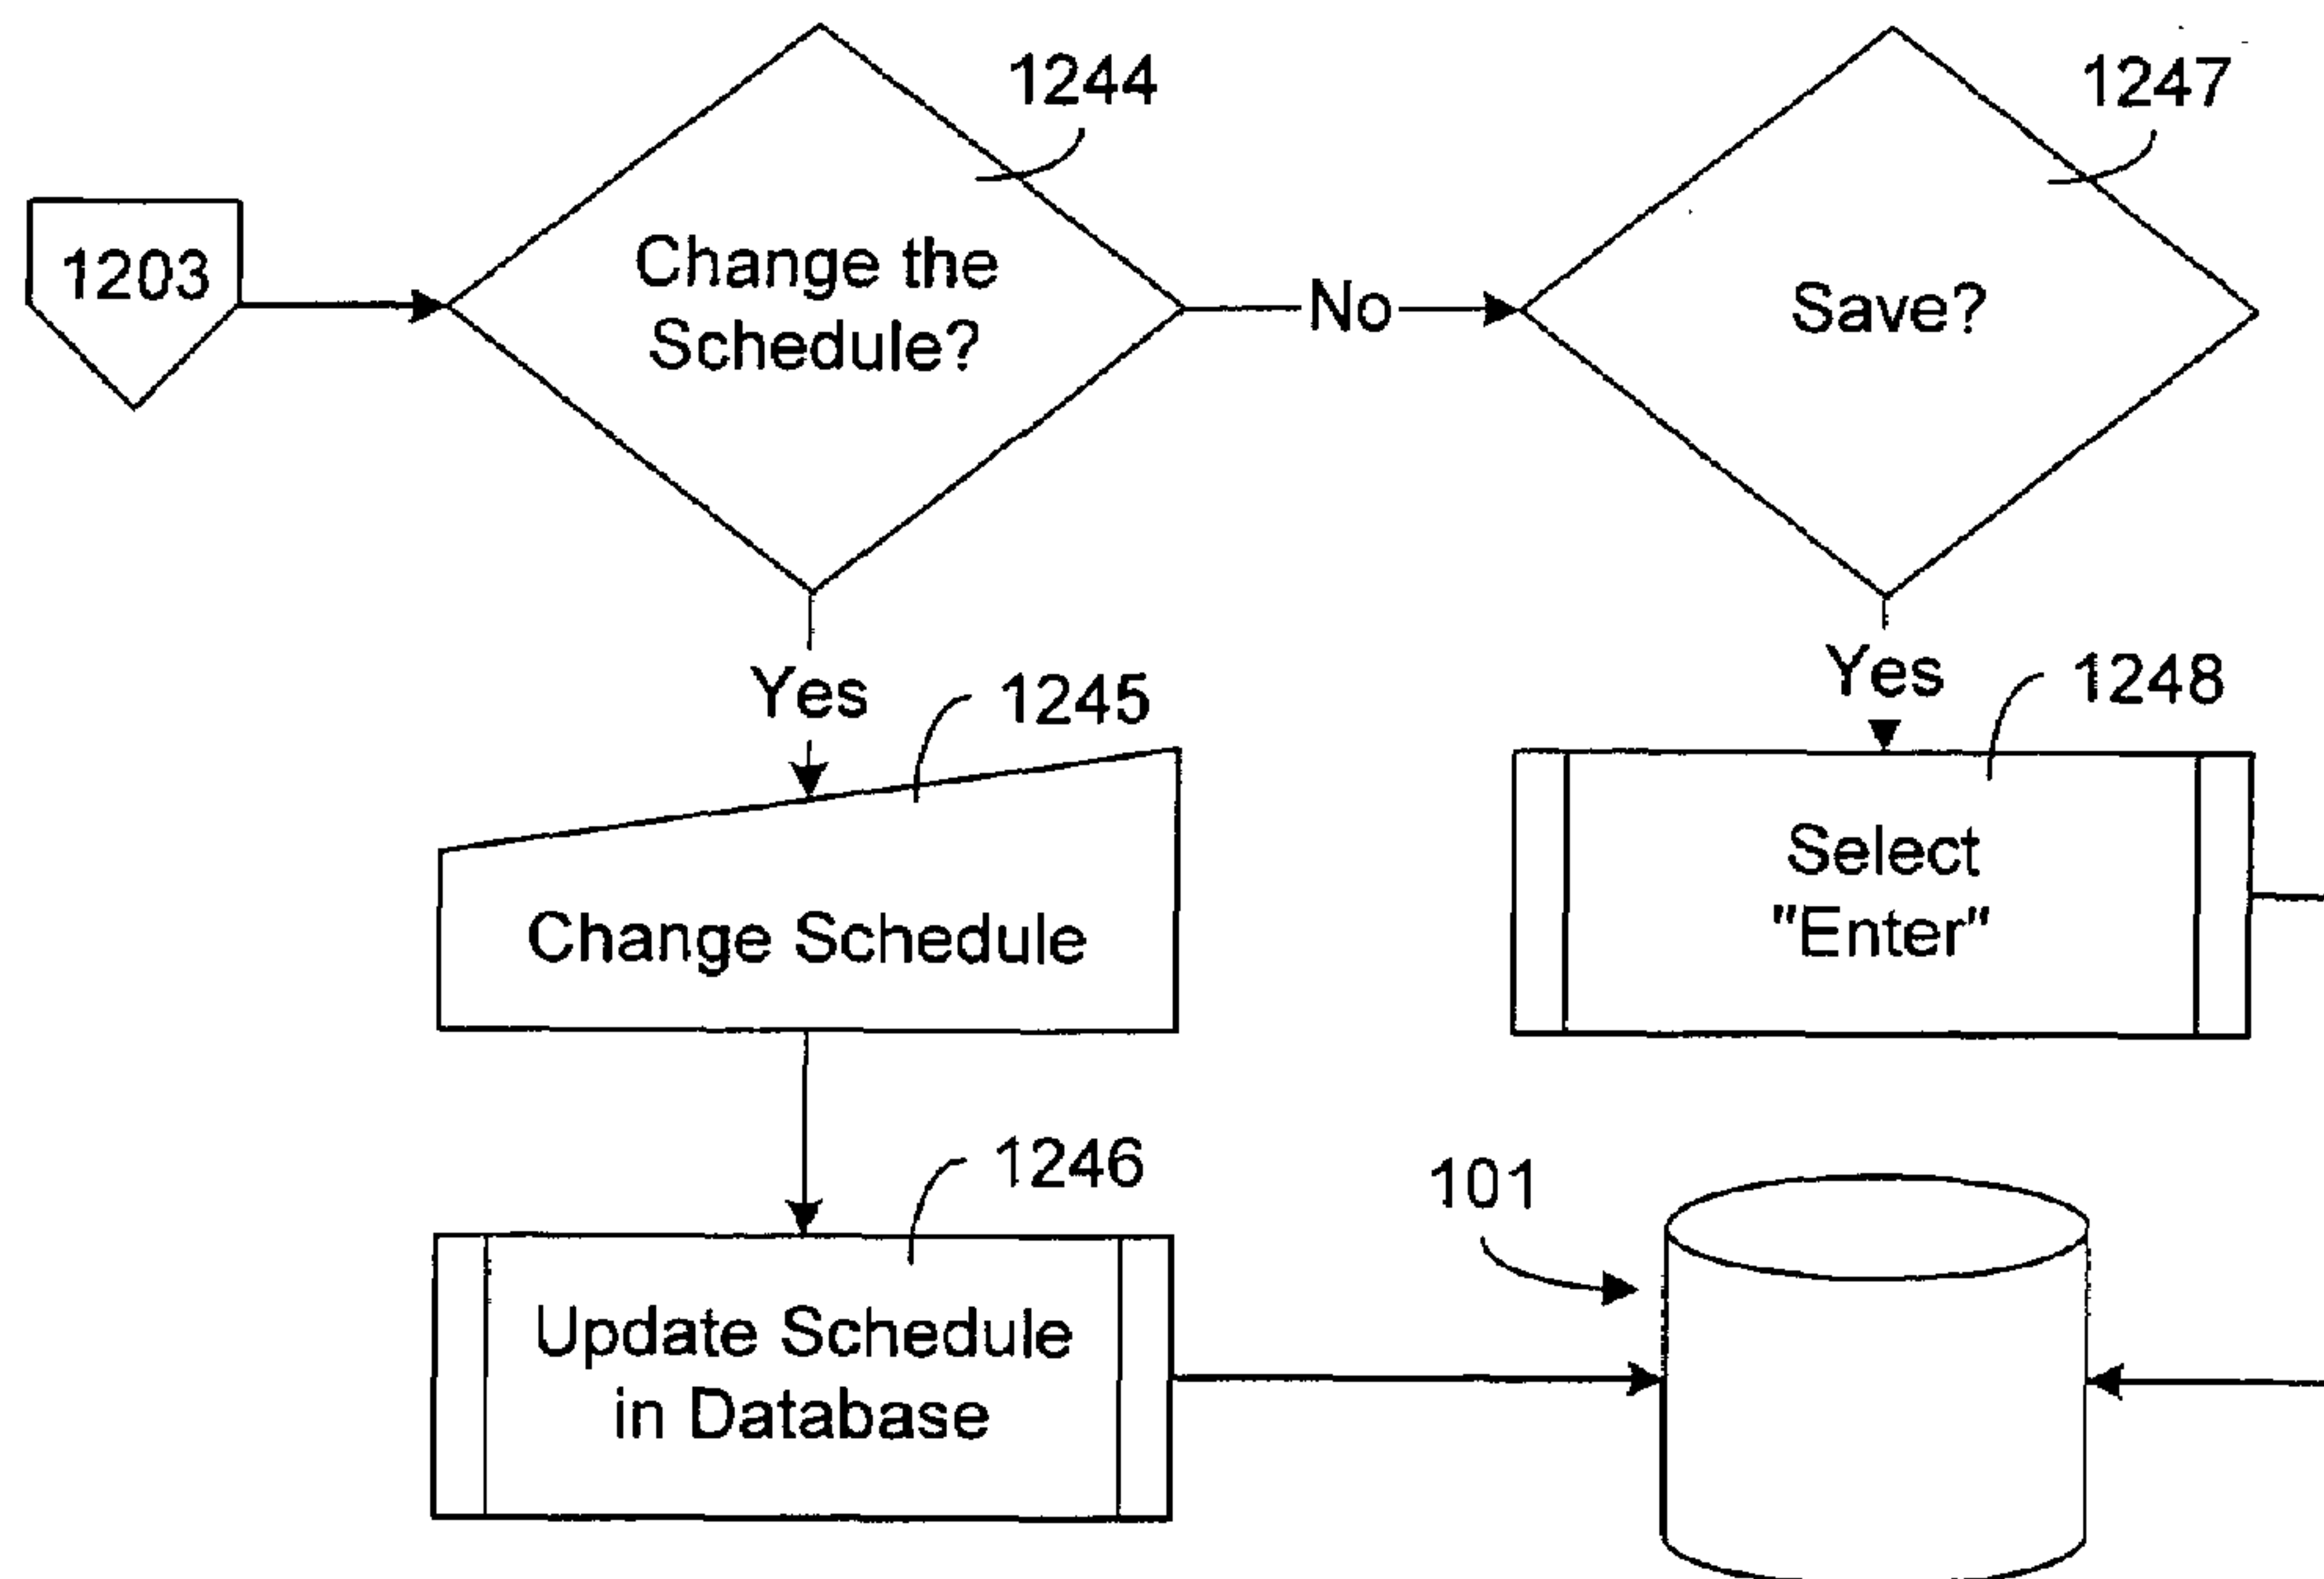 1244
1247
1203
Change the
Schedule?
No
Save?
Yes
1245
Yes
1248
Change Schedule
Select
"Enter"
1246
101
Update Schedule
in Database